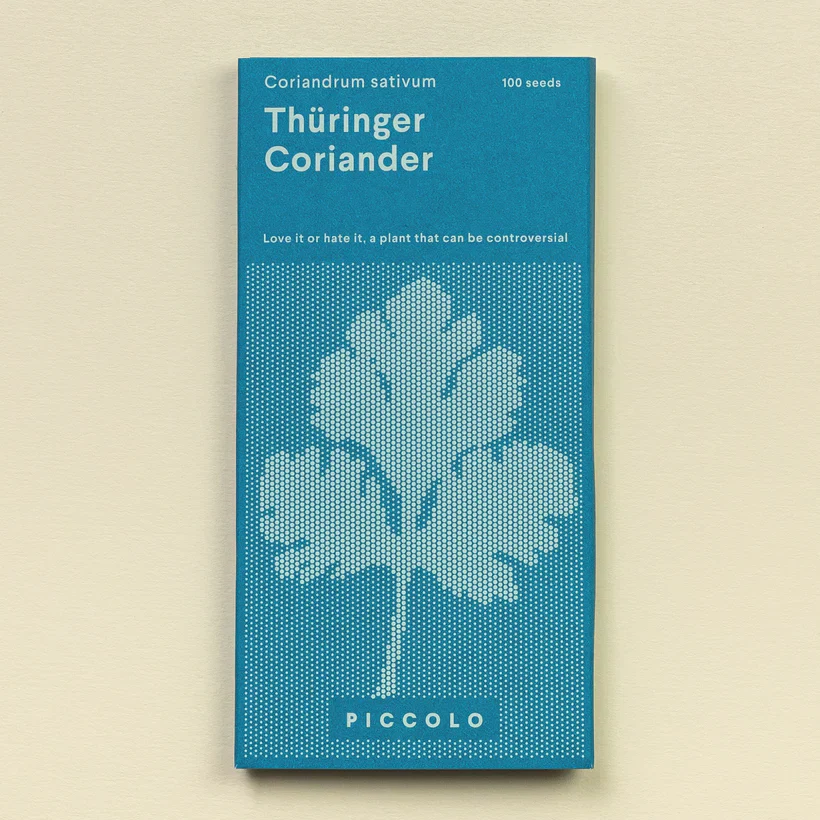 Coriandrum sativum
100 seeds
Thüringer
Coriander
Love it or hate it, a plant that can be controversial
PICCOLO